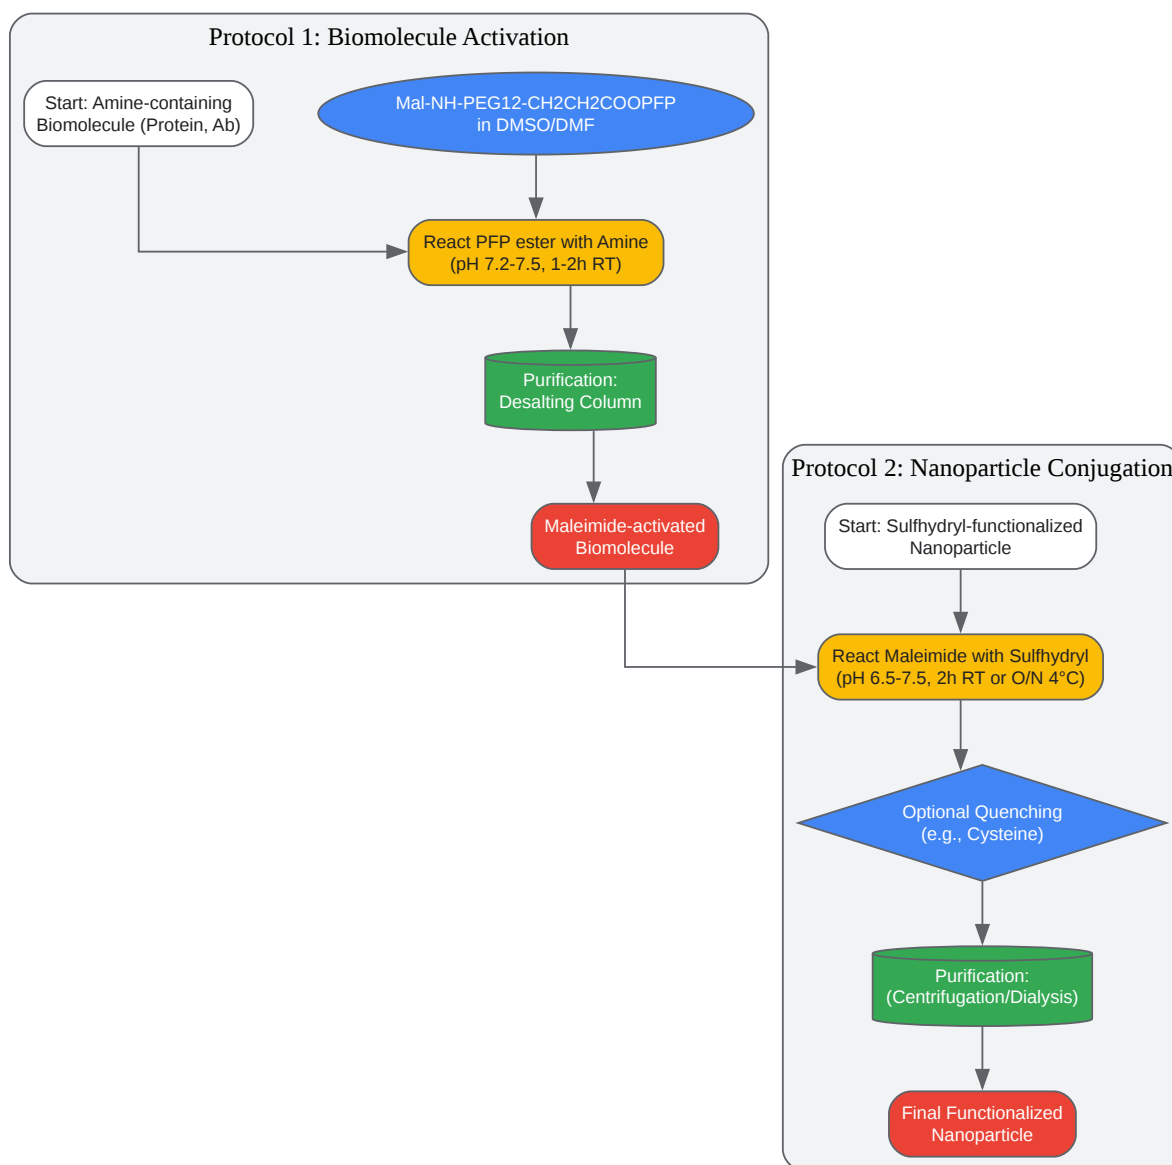 Protocol 1: Biomolecule Activation
Start: Amine-containing
Biomolecule (Protein, Ab)
Mal-NH-PEG12-CH2CH2COOPFP
in DMSO/DMF
React PFP ester with Amine
(pH 7.2-7.5, 1-2h RT)
Purification:
Desalting Column
Maleimide-activated
Biomolecule
Protocol 2: Nanoparticle Conjugation
Start: Sulfhydryl-functionalized
Nanoparticle
React Maleimide with Sulfhydryl
(pH 6.5-7.5, 2h RT or O/N 4°C)
Optional Quenching
(e.g., Cysteine)
Purification:
(Centrifugation/Dialysis)
Final Functionalized
Nanoparticle